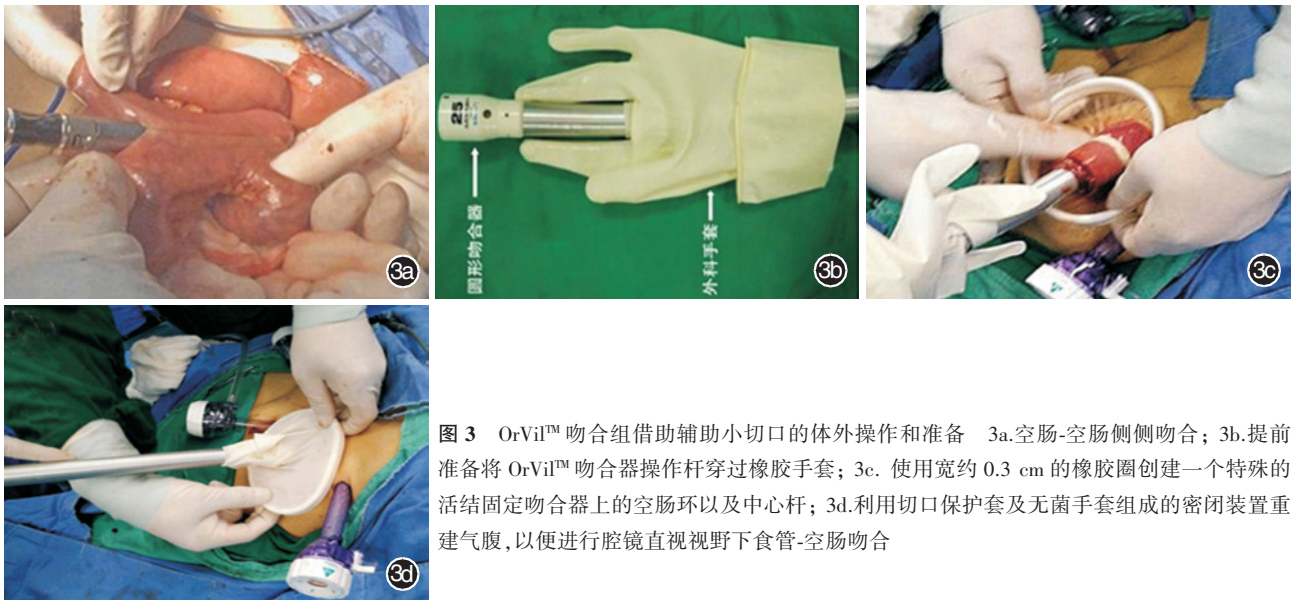 3a
25
圆形吻合器
外科手套
3b
3c
3d
图 3 OrVil™ 吻合组借助辅助小切口的体外操作和准备 3a.空肠-空肠侧侧吻合；3b.提前
准备将 OrVil™ 吻合器操作杆穿过橡胶手套；3c. 使用宽约 0.3 cm 的橡胶圈创建一个特殊的
活结固定吻合器上的空肠环以及中心杆；3d.利用切口保护套及无菌手套组成的密闭装置重
建气腹，以便进行腔镜直视视野下食管-空肠吻合